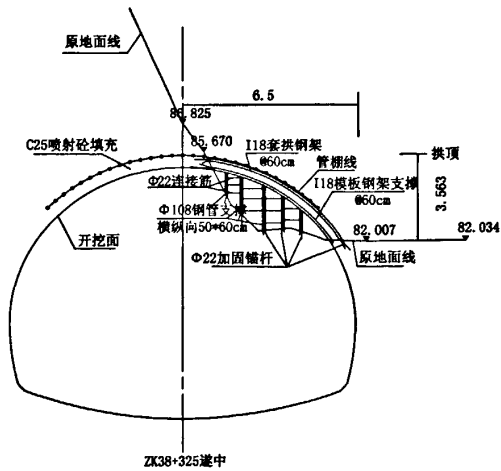 原地面线
6.5
86.825
85.670
C25喷射砼填充
I18套拱钢架
@60cm
管棚线
拱顶
Φ22连接筋
I18模板钢架支撑
@60cm
3.563
Φ108钢管支撑
横纵向50*60cm
开挖面
82.007
82.034
Φ22加固锚杆
原地面线
ZK38+325遂中